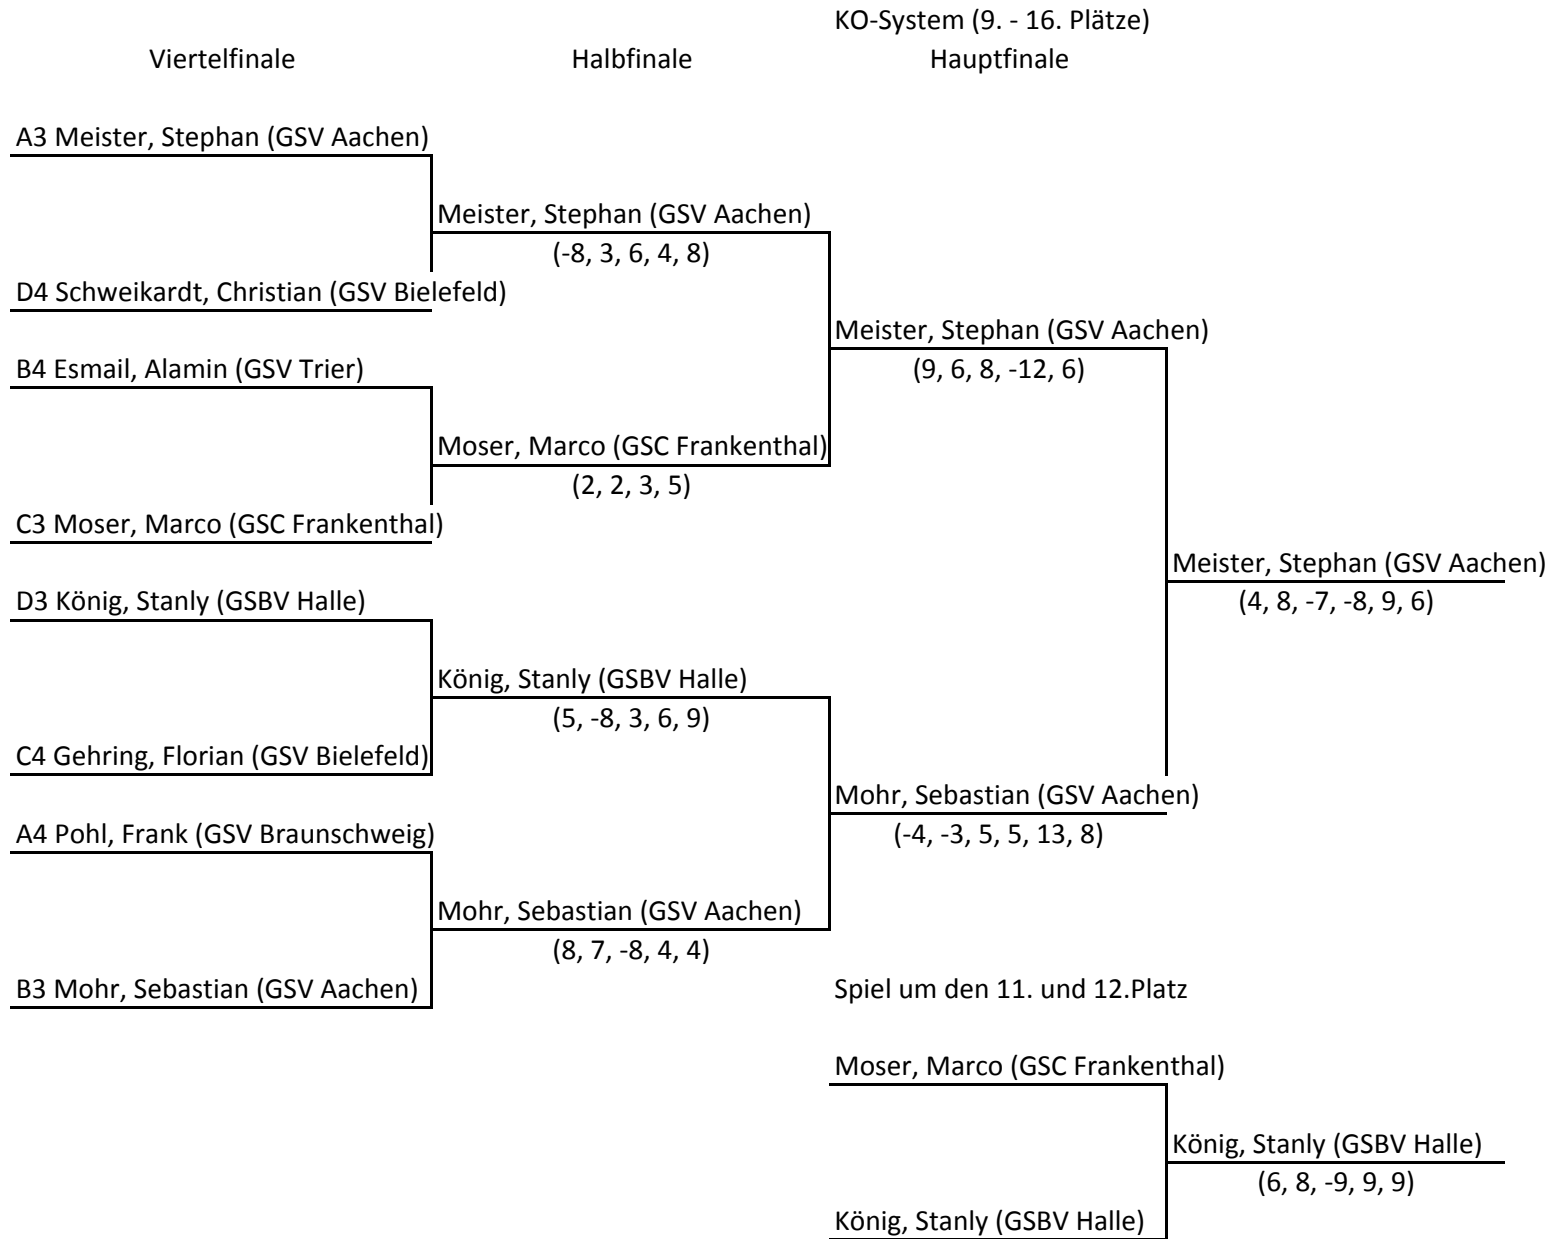 KO-System (9. - 16. Plätze)
Viertelfinale Halbfinale Hauptfinale
A3 Meister, Stephan (GSV Aachen)
Meister, Stephan (GSV Aachen)
(-8, 3, 6, 4, 8)
D4 Schweikardt, Christian (GSV Bielefeld)
Meister, Stephan (GSV Aachen)
B4 Esmail, Alamin (GSV Trier) (9, 6, 8, -12, 6)
Moser, Marco (GSC Frankenthal)
(2, 2, 3, 5)
C3 Moser, Marco (GSC Frankenthal)
Meister, Stephan (GSV Aachen)
D3 König, Stanly (GSBV Halle) (4, 8, -7, -8, 9, 6)
König, Stanly (GSBV Halle)
(5, -8, 3, 6, 9)
C4 Gehring, Florian (GSV Bielefeld)
Mohr, Sebastian (GSV Aachen)
A4 Pohl, Frank (GSV Braunschweig) (-4, -3, 5, 5, 13, 8)
Mohr, Sebastian (GSV Aachen)
(8, 7, -8, 4, 4)
B3 Mohr, Sebastian (GSV Aachen) Spiel um den 11. und 12.Platz
Moser, Marco (GSC Frankenthal)
König, Stanly (GSBV Halle)
(6, 8, -9, 9, 9)
König, Stanly (GSBV Halle)